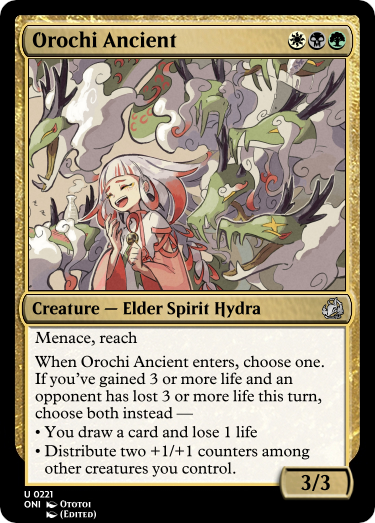 Orochi Ancient
Creature — Elder Spirit Hydra
Menace, reach
When Orochi Ancient enters, choose one.
If you've gained 3 or more life and an
opponent has lost 3 or more life this turn,
choose both instead —
• You draw a card and lose 1 life
• Distribute two +1/+1 counters among
other creatures you control.
3/3
U 0221
ONI Ototoi
(Edited)